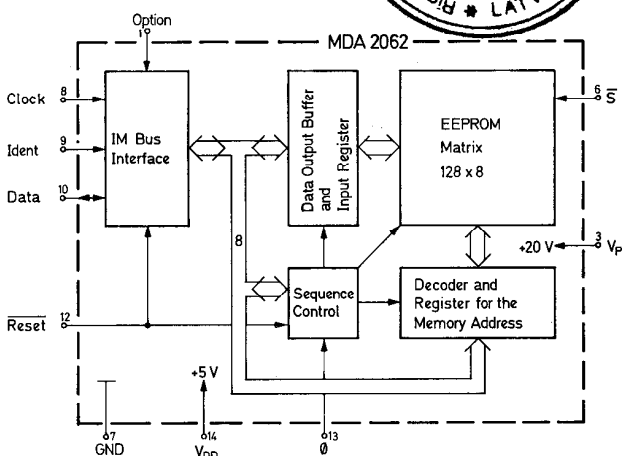 Option
1
MDA 2062
Clock
8
Ident
9
Data
10
Reset
12
IM Bus
Interface
Data Output Buffer
and
Input Register
EEPROM
Matrix
128 x 8
6
S
3
Vp
+20 V
8
Sequence
Control
Decoder and
Register for the
Memory Address
+5 V
7
GND
14
VDD
13
Ø